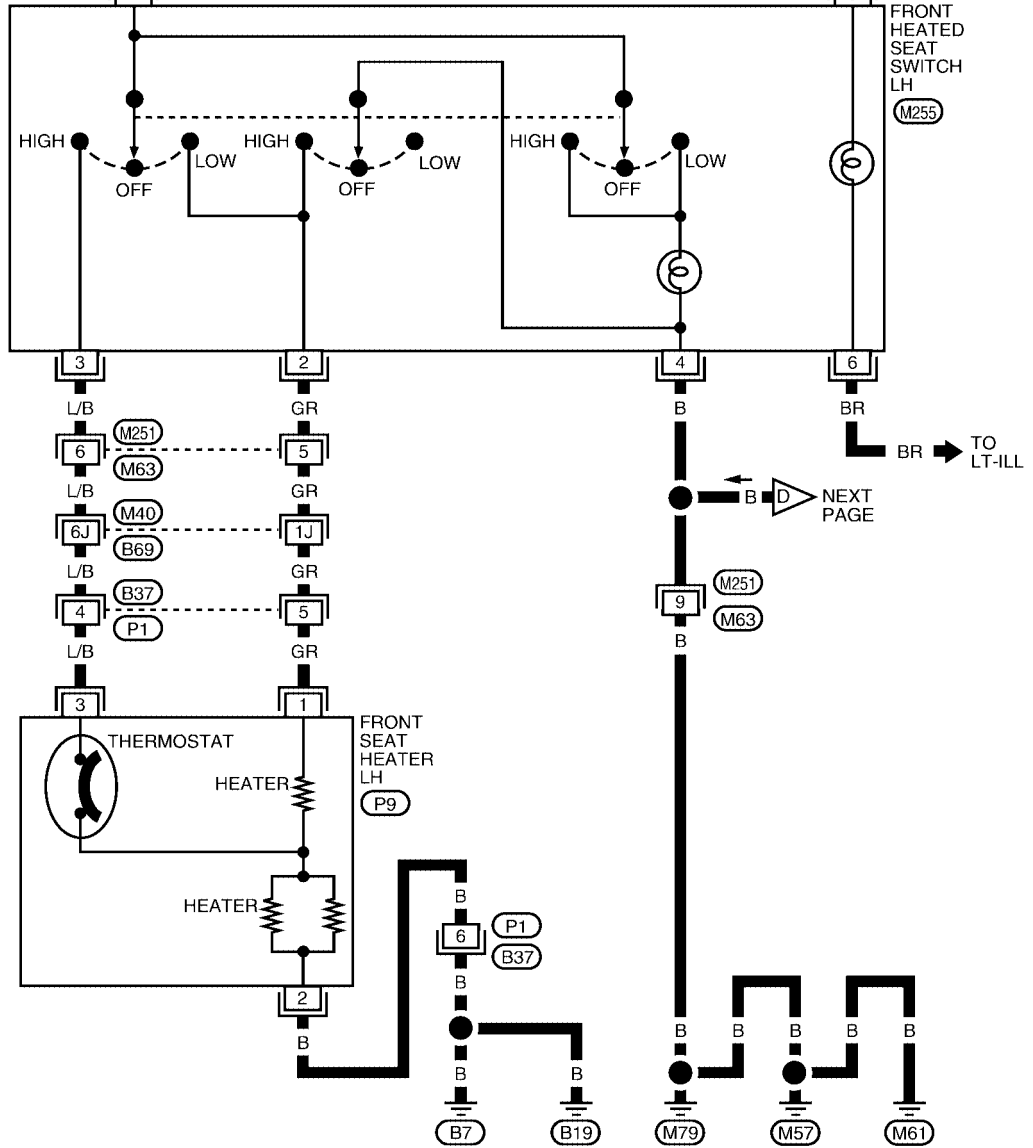 FRONT
HEATED
SEAT
SWITCH
LH
M255
HIGH
OFF
LOW
HIGH
OFF
LOW
HIGH
OFF
LOW
3
2
4
6
L/B
GR
B
BR
6
M251
M63
5
BR
TO
LT-ILL
L/B
GR
B
D
NEXT
PAGE
6J
M40
B69
1J
L/B
GR
4
B37
P1
5
9
M251
M63
L/B
GR
B
3
1
THERMOSTAT
HEATER
FRONT
SEAT
HEATER
LH
P9
HEATER
2
B
B
6
P1
B37
B
B
B
B
B
B
B
B
B7
B19
M79
M57
M61